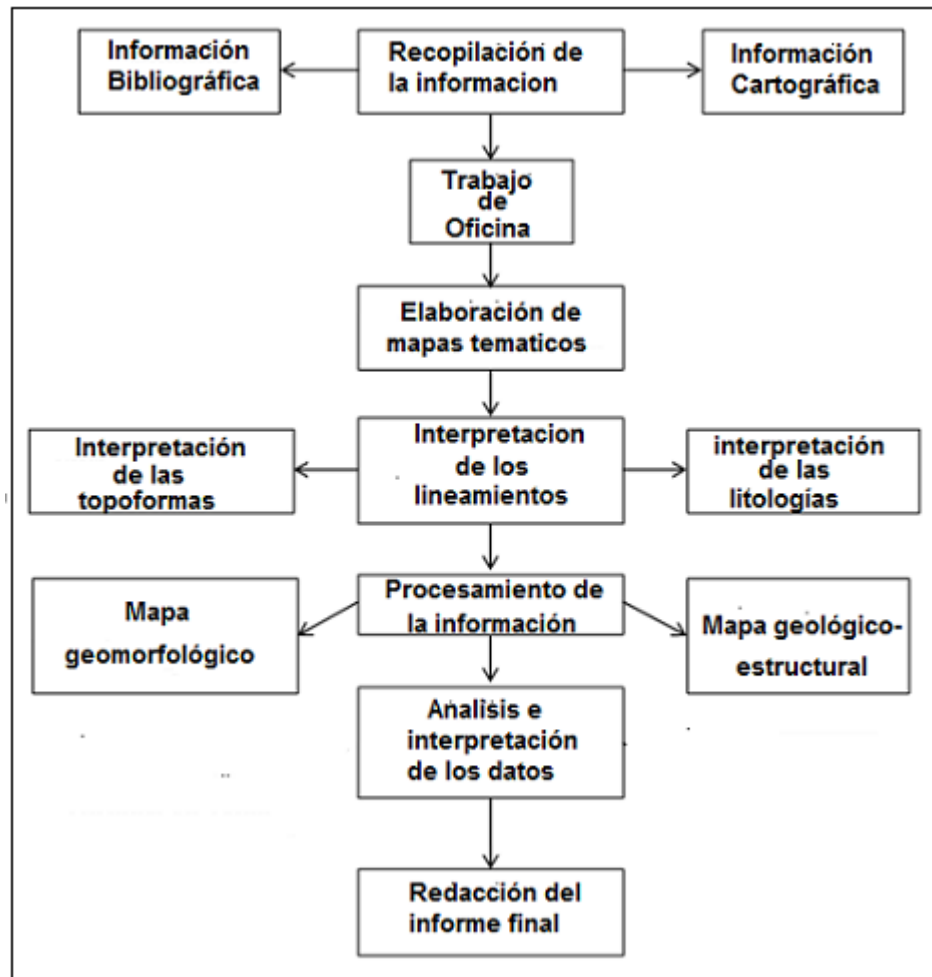 Información
Bibliográfica
Recopilación de
la informacion
Información
Cartográfica
Trabajo
de
Oficina
Elaboración de
mapas tematicos
Interpretación
de las
topoformas
Interpretacion
de los
lineamientos
interpretación
de las
litologías
Mapa
geomorfológico
Procesamiento de
la información
Mapa geológico-
estructural
Analisis e
interpretación
de los datos
Redacción del
informe final